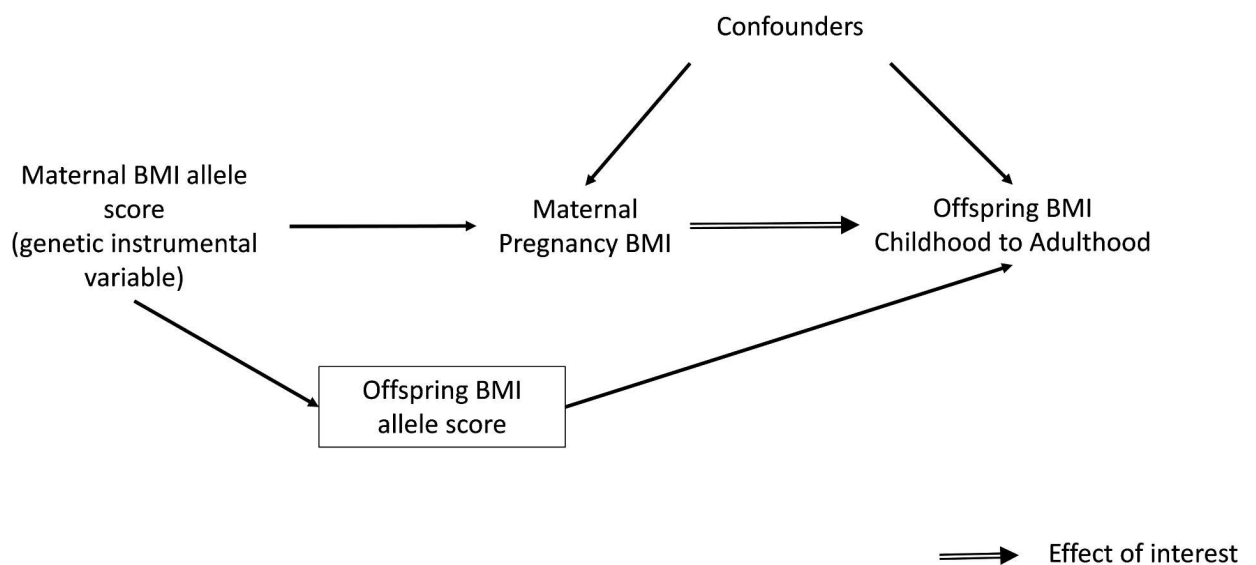 Confounders
Maternal BMI allele
score
(genetic instrumental
variable)
Maternal
Pregnancy BMI
Offspring BMI
Childhood to Adulthood
Offspring BMI
allele score
Effect of interest